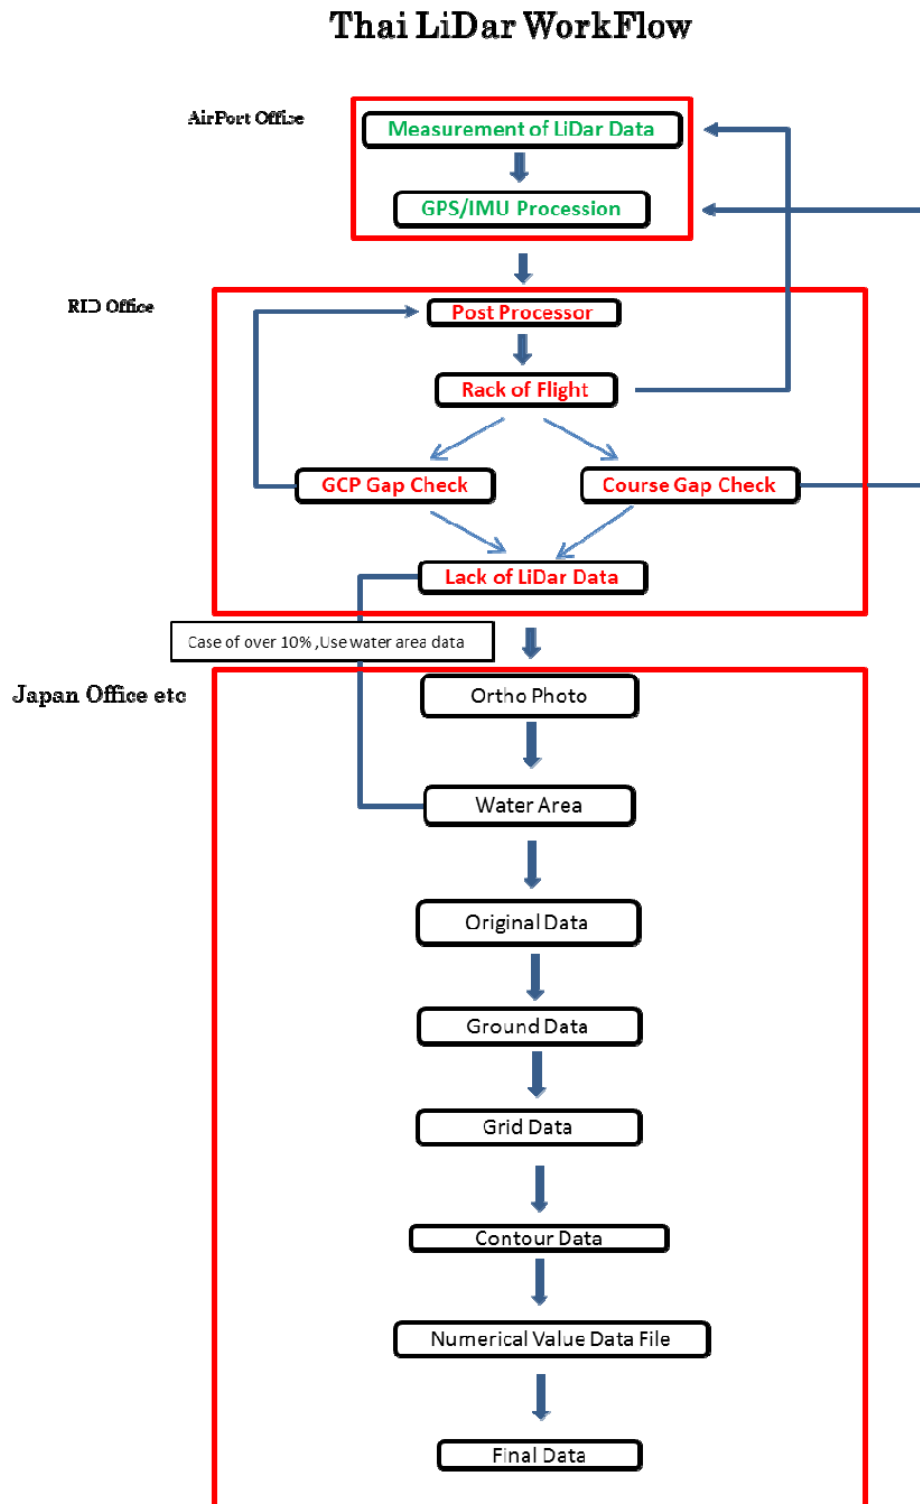 Thai LiDar WorkFlow
AirPort Office
Measurement of LiDar Data
GPS/IMU Procession
RID Office
Post Processor
Rack of Flight
GCP Gap Check
Course Gap Check
Lack of LiDar Data
Case of over 10% ,Use water area data
Japan Office etc
Ortho Photo
Water Area
Original Data
Ground Data
Grid Data
Contour Data
Numerical Value Data File
Final Data